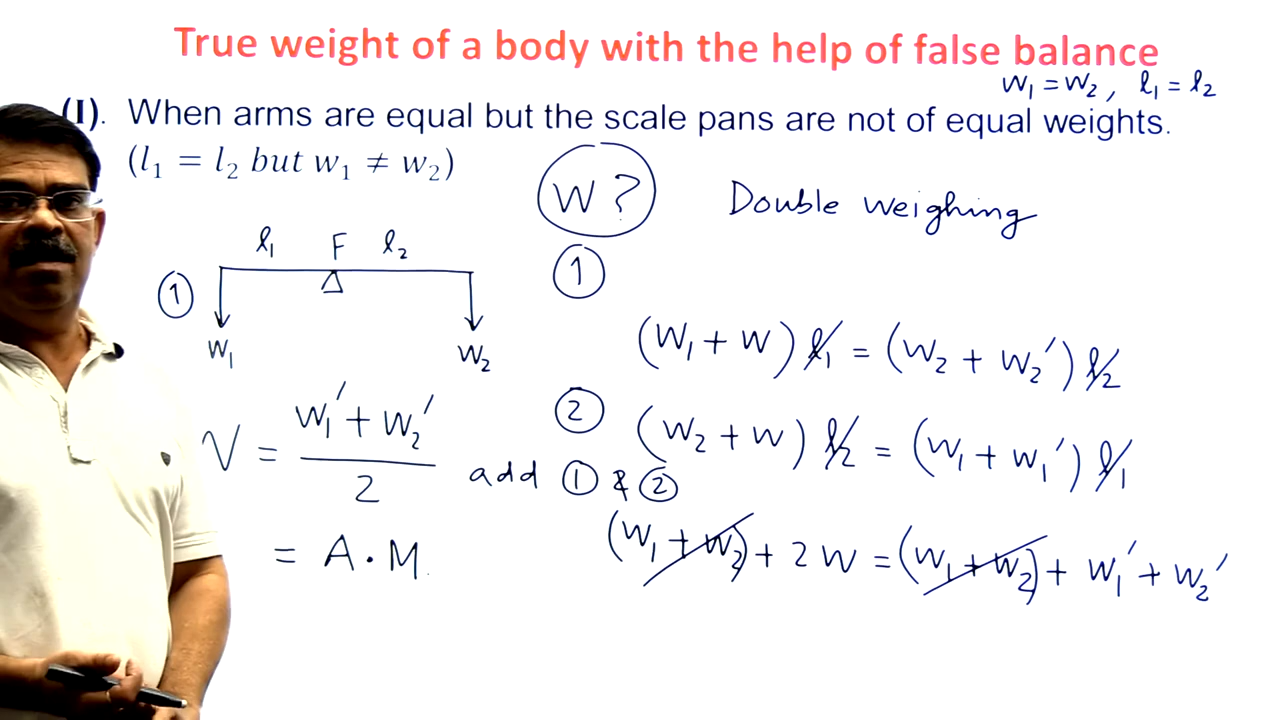 True weight of a body with the help of false balance
W₁ = W₂, l₁ = l₂
(I). When arms are equal but the scale pans are not of equal weights.
(l₁ = l₂ but w₁ ≠ w₂)
W ?
Double weighing
l₁ F l₂
①
W₁ W₂
①
(W₁ + W) l₁ = (W₂ + W₂′) l₂
②
(W₂ + W) l₂ = (W₁ + W₁′) l₁
W = W₁′ + W₂′ / 2
add ① & ②
= A.M.
(W₁ + W₂) + 2W = (W₁ + W₂) + W₁′ + W₂′